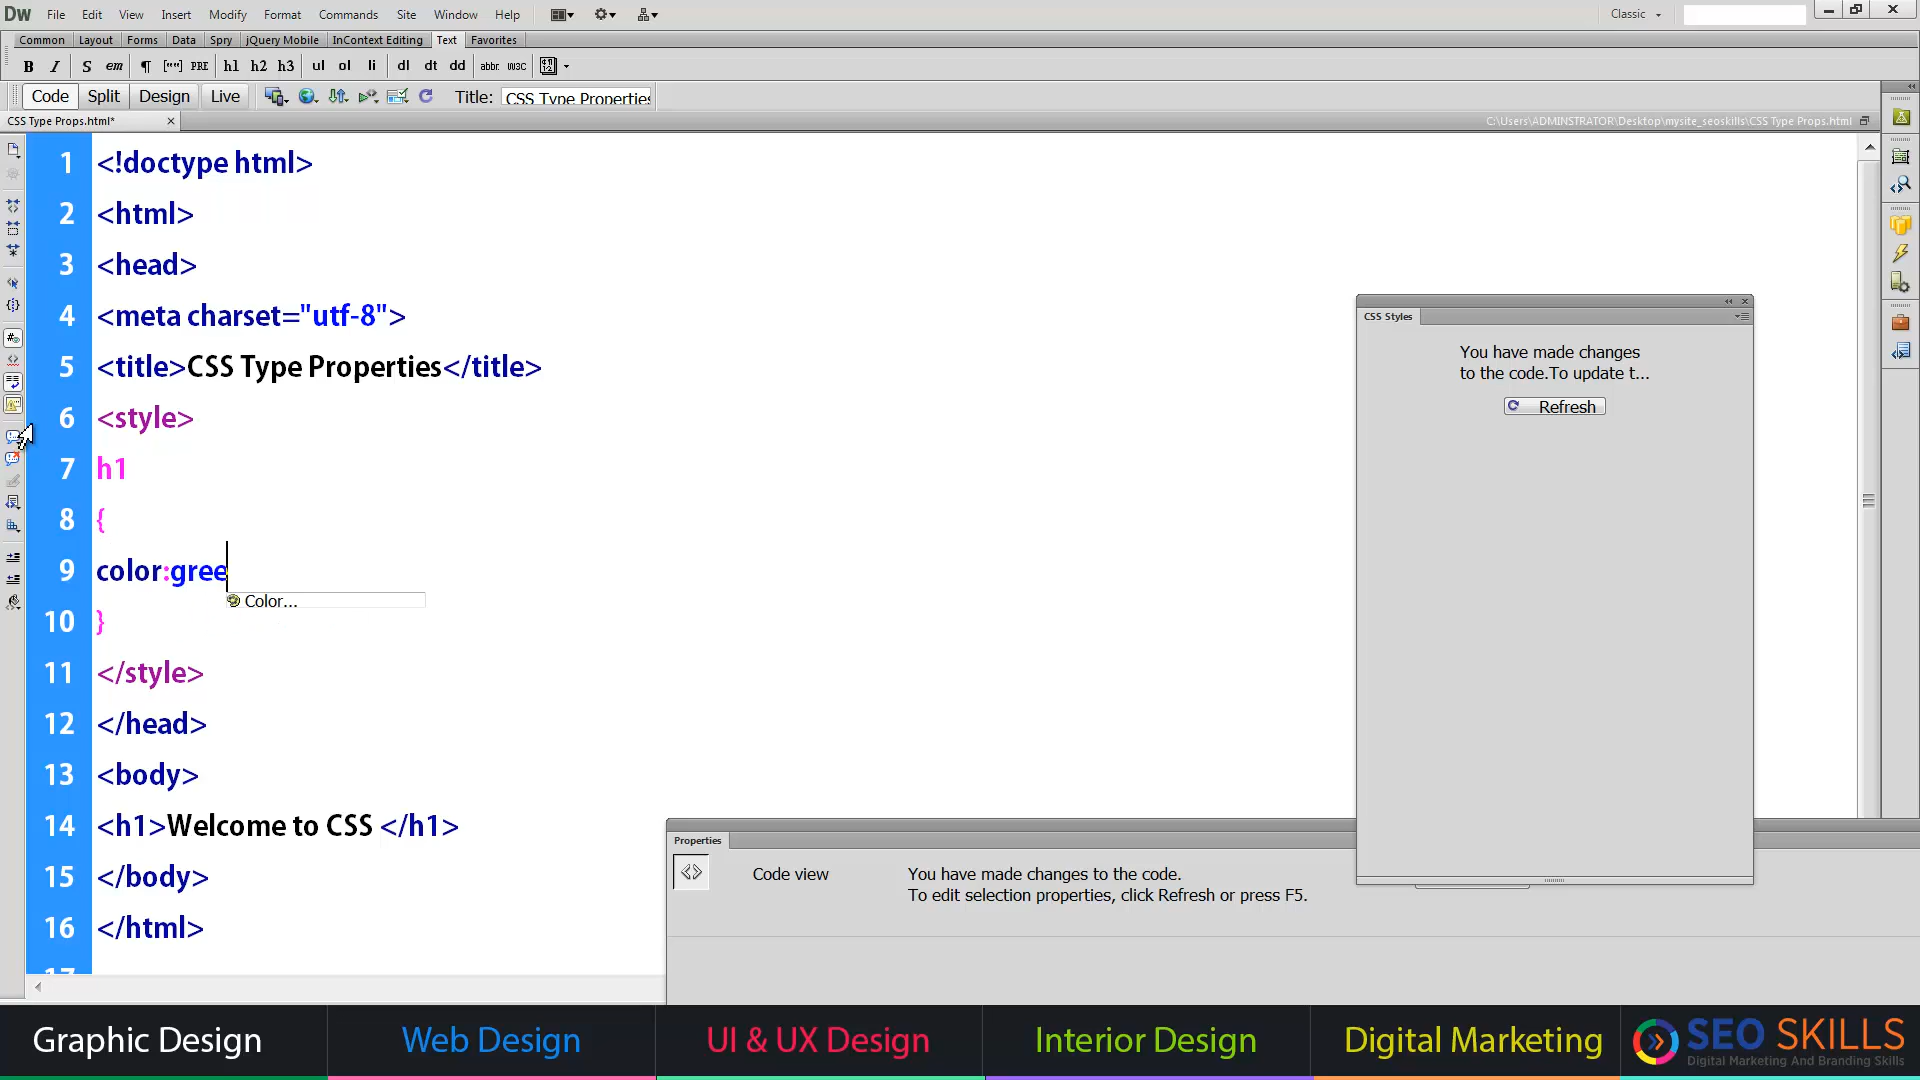 Dw File Edit View Insert Modify Format Commands Site Window Help Classic
Common Layout Forms Data Spry jQuery Mobile InContext Editing Text Favorites
B I S em ¶ [""] PRE h1 h2 h3 ul ol li dl dt dd abbr. W3C
Code Split Design Live Title: CSS Type Properties
CSS Type Props.html* C:\Users\ADMINSTRATOR\Desktop\mysite_seoskills\CSS Type Props.html
1 <!doctype html>
2 <html>
3 <head>
4 <meta charset="utf-8">
5 <title>CSS Type Properties</title>
6 <style>
7 h1
8 {
9 color:gree
Color...
10 }
11 </style>
12 </head>
13 <body>
14 <h1>Welcome to CSS </h1>
15 </body>
16 </html>
17
CSS Styles
You have made changes
to the code.To update t...
Refresh
Properties
Code view
You have made changes to the code.
To edit selection properties, click Refresh or press F5.
Graphic Design Web Design UI & UX Design Interior Design Digital Marketing SEO SKILLS
Digital Marketing And Branding Skills